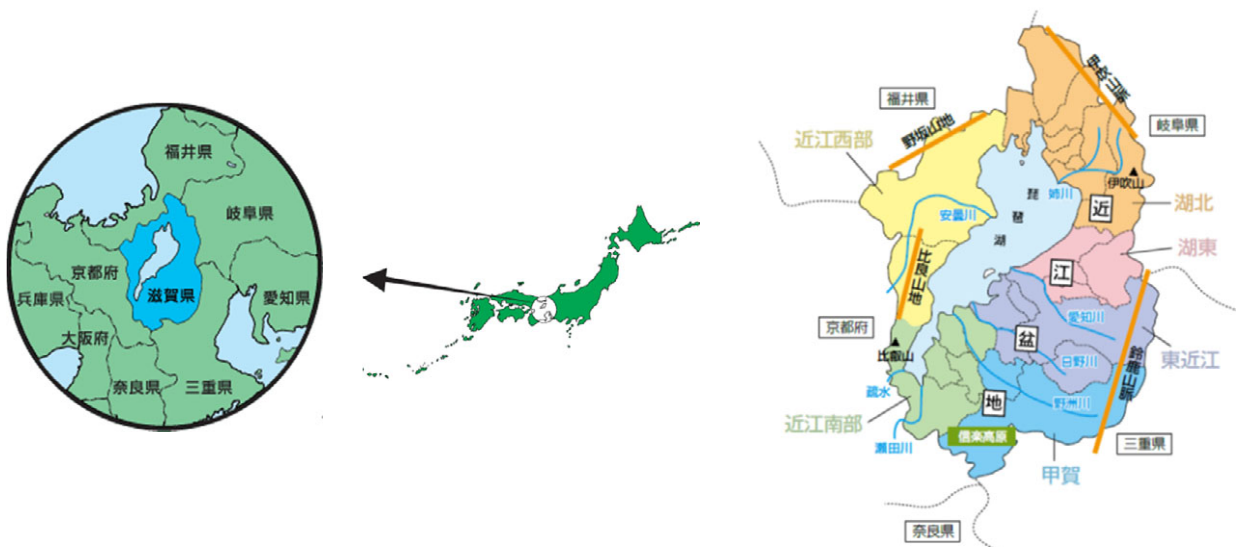 福井県
岐阜県
京都府
滋賀県
兵庫県
愛知県
大阪府
奈良県
三重県
福井県
伊吹山地
岐阜県
野坂山地
近江西部
伊吹山
琵琶湖
姉川
近
湖北
安曇川
湖東
比良山地
江
愛知川
京都府
盆
比叡山
日野川
東近江
鈴鹿山脈
疏水
野洲川
地
近江南部
信楽高原
瀬田川
三重県
甲賀
奈良県